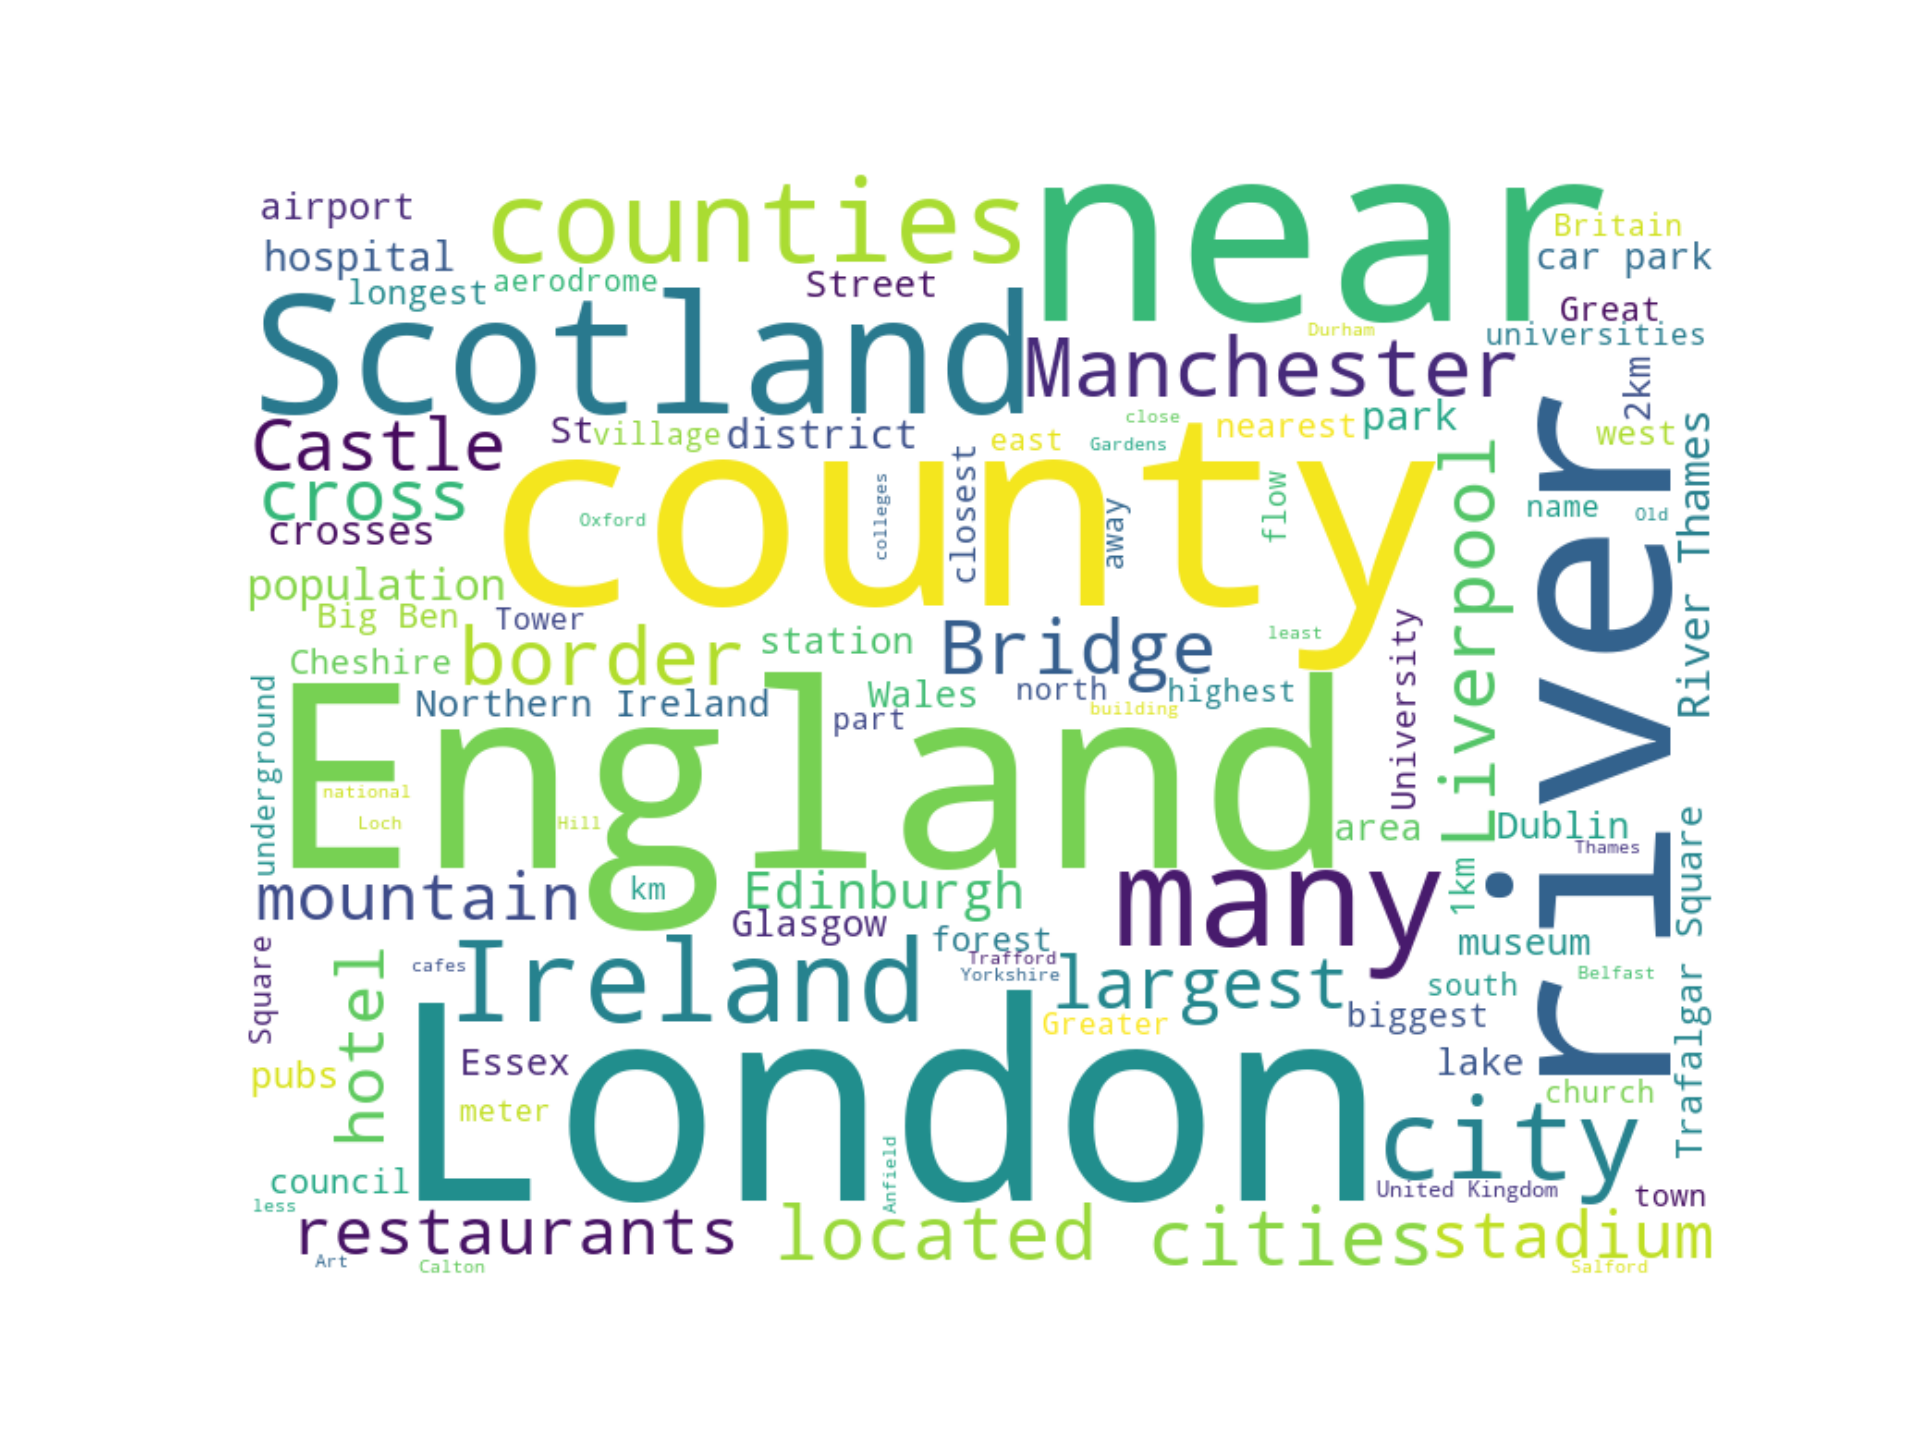 airport
counties
near
Britain
hospital
car park
longest
aerodrome
Street
Great
Scotland
Durham
universities
Manchester
2km
Castle
St
village
district
close
nearest
park
west
east
Gardens
county
cross
crosses
Oxford
colleges
closest
away
flow
Liverpool
name
Old
river
River Thames
population
Big Ben
Tower
border
station
Bridge
least
University
Cheshire
Northern Ireland
Wales
north
highest
part
building
underground
England
national
Loch
Hill
area
Dublin
Thames
mountain
km
Edinburgh
many
1km
Trafalgar Square
Glasgow
forest
museum
Square
hotel
cafes
Ireland
Trafford
Yorkshire
largest
south
Belfast
Greater
biggest
pubs
Essex
London
lake
church
meter
city
Anfield
council
United Kingdom
town
less
restaurants
located
cities
stadium
Art
Calton
Salford